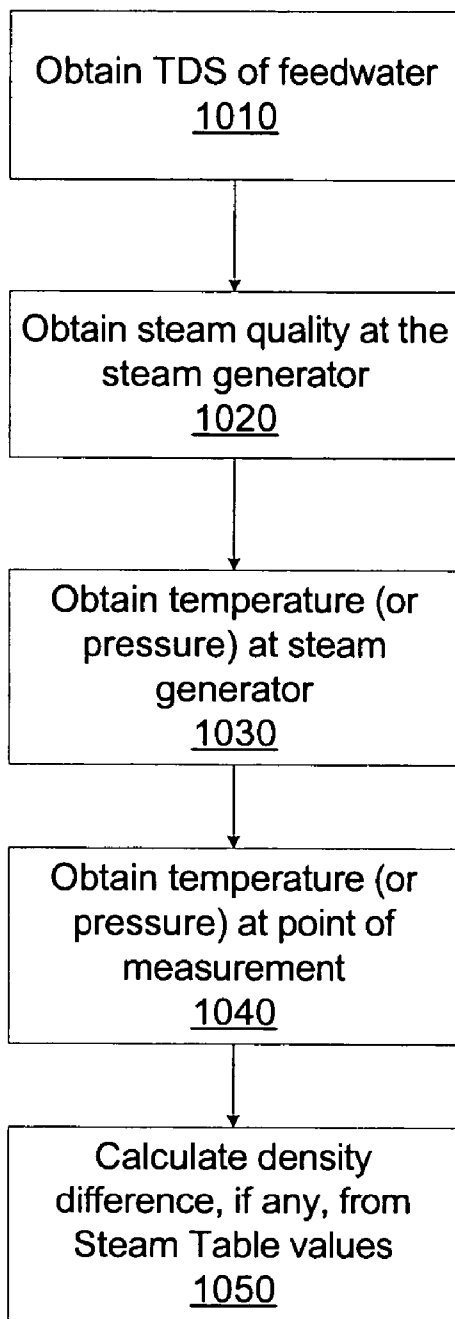 Obtain TDS of feedwater
1010
Obtain steam quality at the
steam generator
1020
Obtain temperature (or
pressure) at steam
generator
1030
Obtain temperature (or
pressure) at point of
measurement
1040
Calculate density
difference, if any, from
Steam Table values
1050